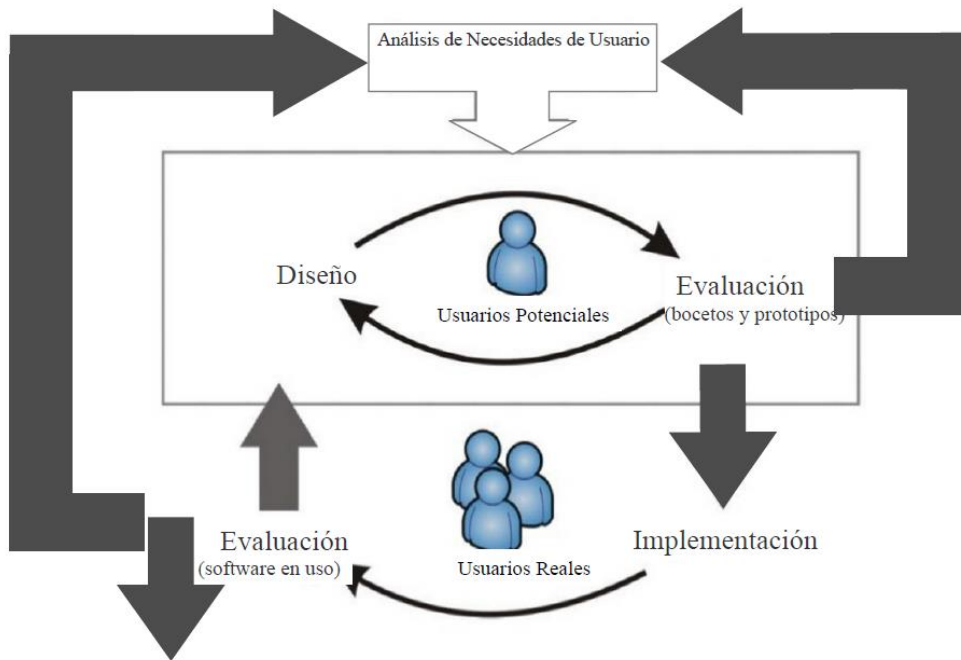 Análisis de Necesidades de Usuario
Diseño
Usuarios Potenciales
Evaluación
(bocetos y prototipos)
Evaluación
(software en uso)
Usuarios Reales
Implementación